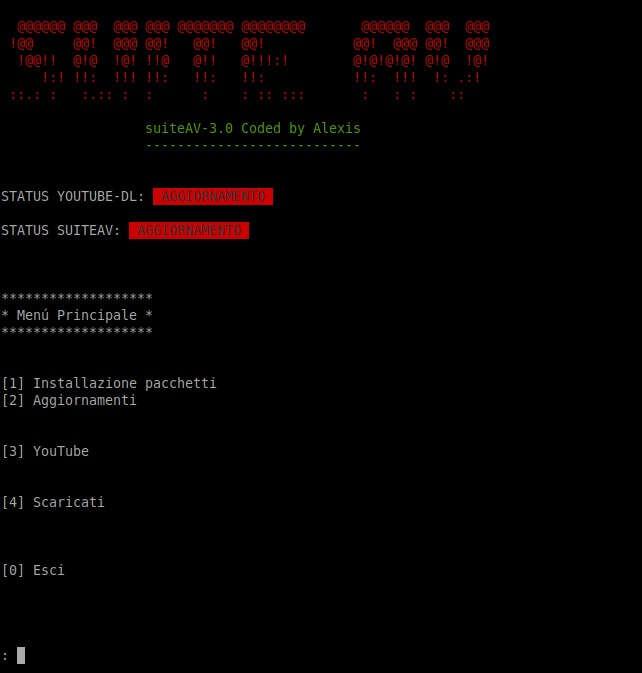 @@@@@@ @@@  @@@ @@@ @@@@@@@ @@@@@@@@       @@@@@@  @@@  @@@
!@@     @@!  @@@ @@!   @@!   @@!           @@!  @@@ @@!  @@@
!@@!!  @!@  !@! !!@   @!!   @!!!:!        @!@!@!@! @!@  !@!
!:! !!:  !!! !!:   !!:   !!:           !!:  !!!  !: .:!
::.: :   :.:: :  :      :    : :: :::       :   : :    ::
suiteAV-3.0 Coded by Alexis
---------------------------
STATUS YOUTUBE-DL: AGGIORNAMENTO
STATUS SUITEAV: AGGIORNAMENTO
*******************
* Menú Principale *
*******************
[1] Installazione pacchetti
[2] Aggiornamenti
[3] YouTube
[4] Scaricati
[0] Esci
: